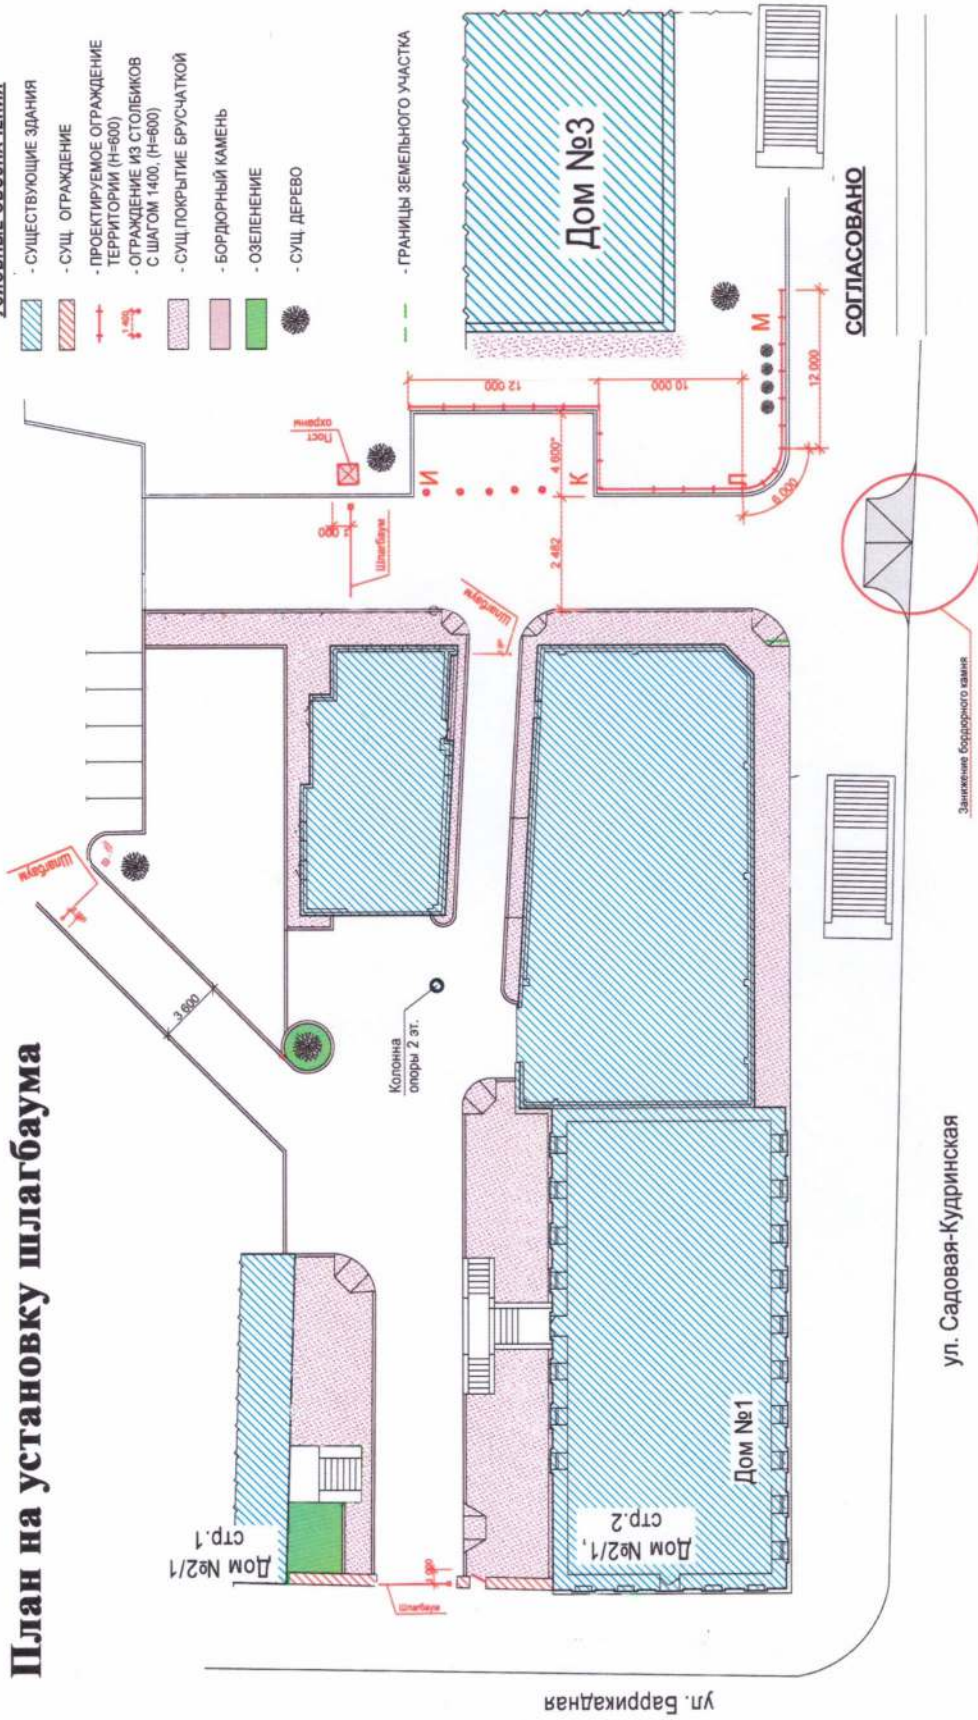 План на установку шлагбаума
- СУЩЕСТВУЮЩИЕ ЗДАНИЯ
- СУЩ. ОГРАЖДЕНИЕ
- ПРОЕКТИРУЕМОЕ ОГРАЖДЕНИЕ
ТЕРРИТОРИИ (Н=600)
1 400
- ОГРАЖДЕНИЕ ИЗ СТОЛБИКОВ
С ШАГОМ 1400, (Н=600)
- СУЩ.ПОКРЫТИЕ БРУСЧАТКОЙ
- БОРДЮРНЫЙ КАМЕНЬ
- ОЗЕЛЕНЕНИЕ
- СУЩ. ДЕРЕВО
- ГРАНИЦЫ ЗЕМЕЛЬНОГО УЧАСТКА
Шлагбаум
3 600
Пост
охраны
Шлагбаум
Шлагбаум
И
К
Л
М
12 000
10 000
4 600*
2 482
6 000
12 000
Дом №3
СОГЛАСОВАНО
Колонна
опоры 2 эт.
Дом №2/1
стр.1
шлагбаум
Дом №2/1,
стр.2
Дом №1
Занижение бордюрного камня
ул. Садовая-Кудринская
ул. Баррикадная